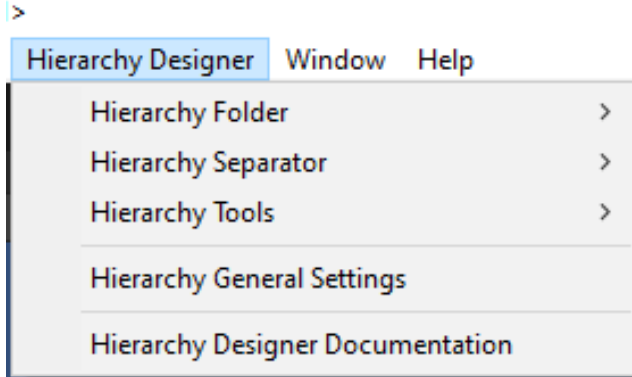 >
Hierarchy Designer Window Help
Hierarchy Folder >
Hierarchy Separator >
Hierarchy Tools >
Hierarchy General Settings
Hierarchy Designer Documentation